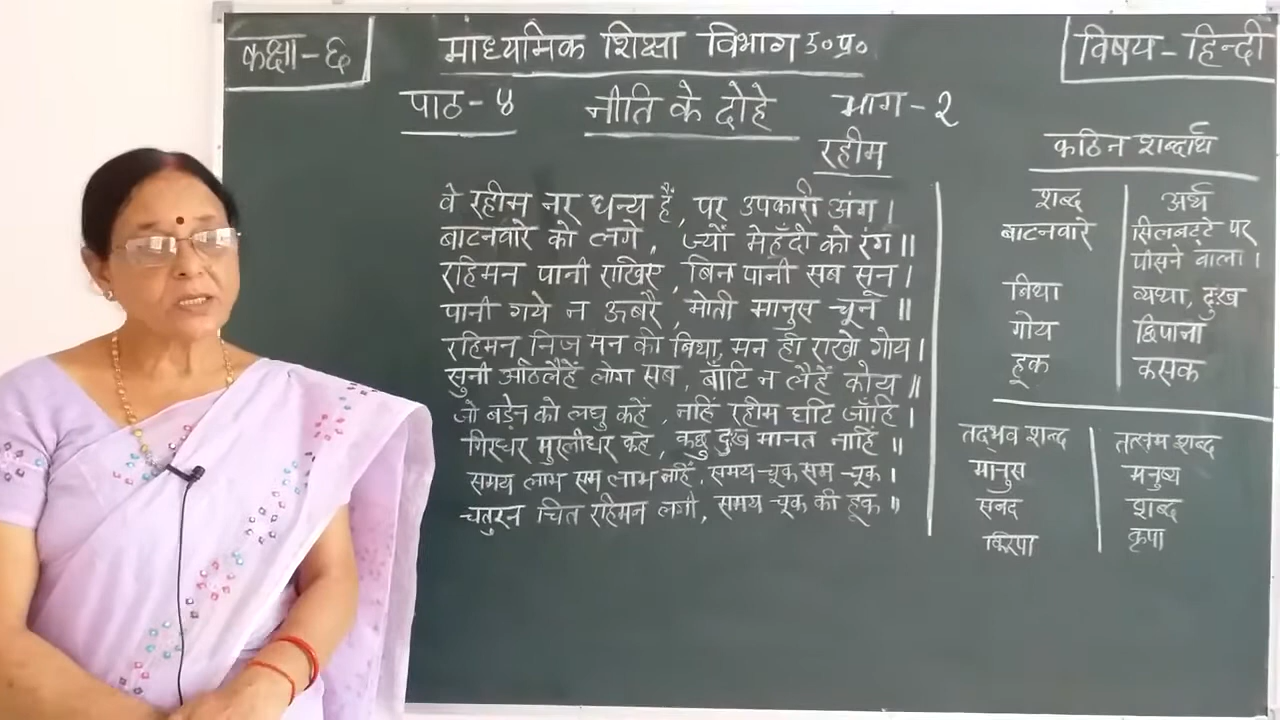 कक्षा-६
माध्यमिक शिक्षा विभाग उ०प्र०
विषय-हिन्दी
पाठ-४ नीति के दोहे भाग-२
रहीम
वे रहीम नर धन्य हैं, पर उपकारी अंग।
बाटनवारे को लगे, ज्यों मेहँदी को रंग॥
रहिमन पानी राखिए, बिन पानी सब सून।
पानी गये न ऊबरै, मोती मानुस चून॥
रहिमन निज मन की बिथा, मन ही राखो गोय।
सुनी अठिलैहैं लोग सब, बाँटि न लैहैं कोय॥
जो बड़ेन को लघु कहें, नाहिं रहीम घटि जाँहि।
गिरधर मुरलीधर कहे, कछु दुख मानत नाहिं॥
समय लाभ सम लाभ नहिं, समय-चूक सम चूक।
चतुरन चित रहिमन लगी, समय चूक की हूक॥
कठिन शब्दार्थ
शब्द अर्थ
बाटनवारे सिलबट्टे पर
पीसने वाला।
बिथा व्यथा, दुःख
गोय छिपाना
हूक कसक
तद्भव शब्द तत्सम शब्द
मानुस मनुष्य
सबद शब्द
किरपा कृपा